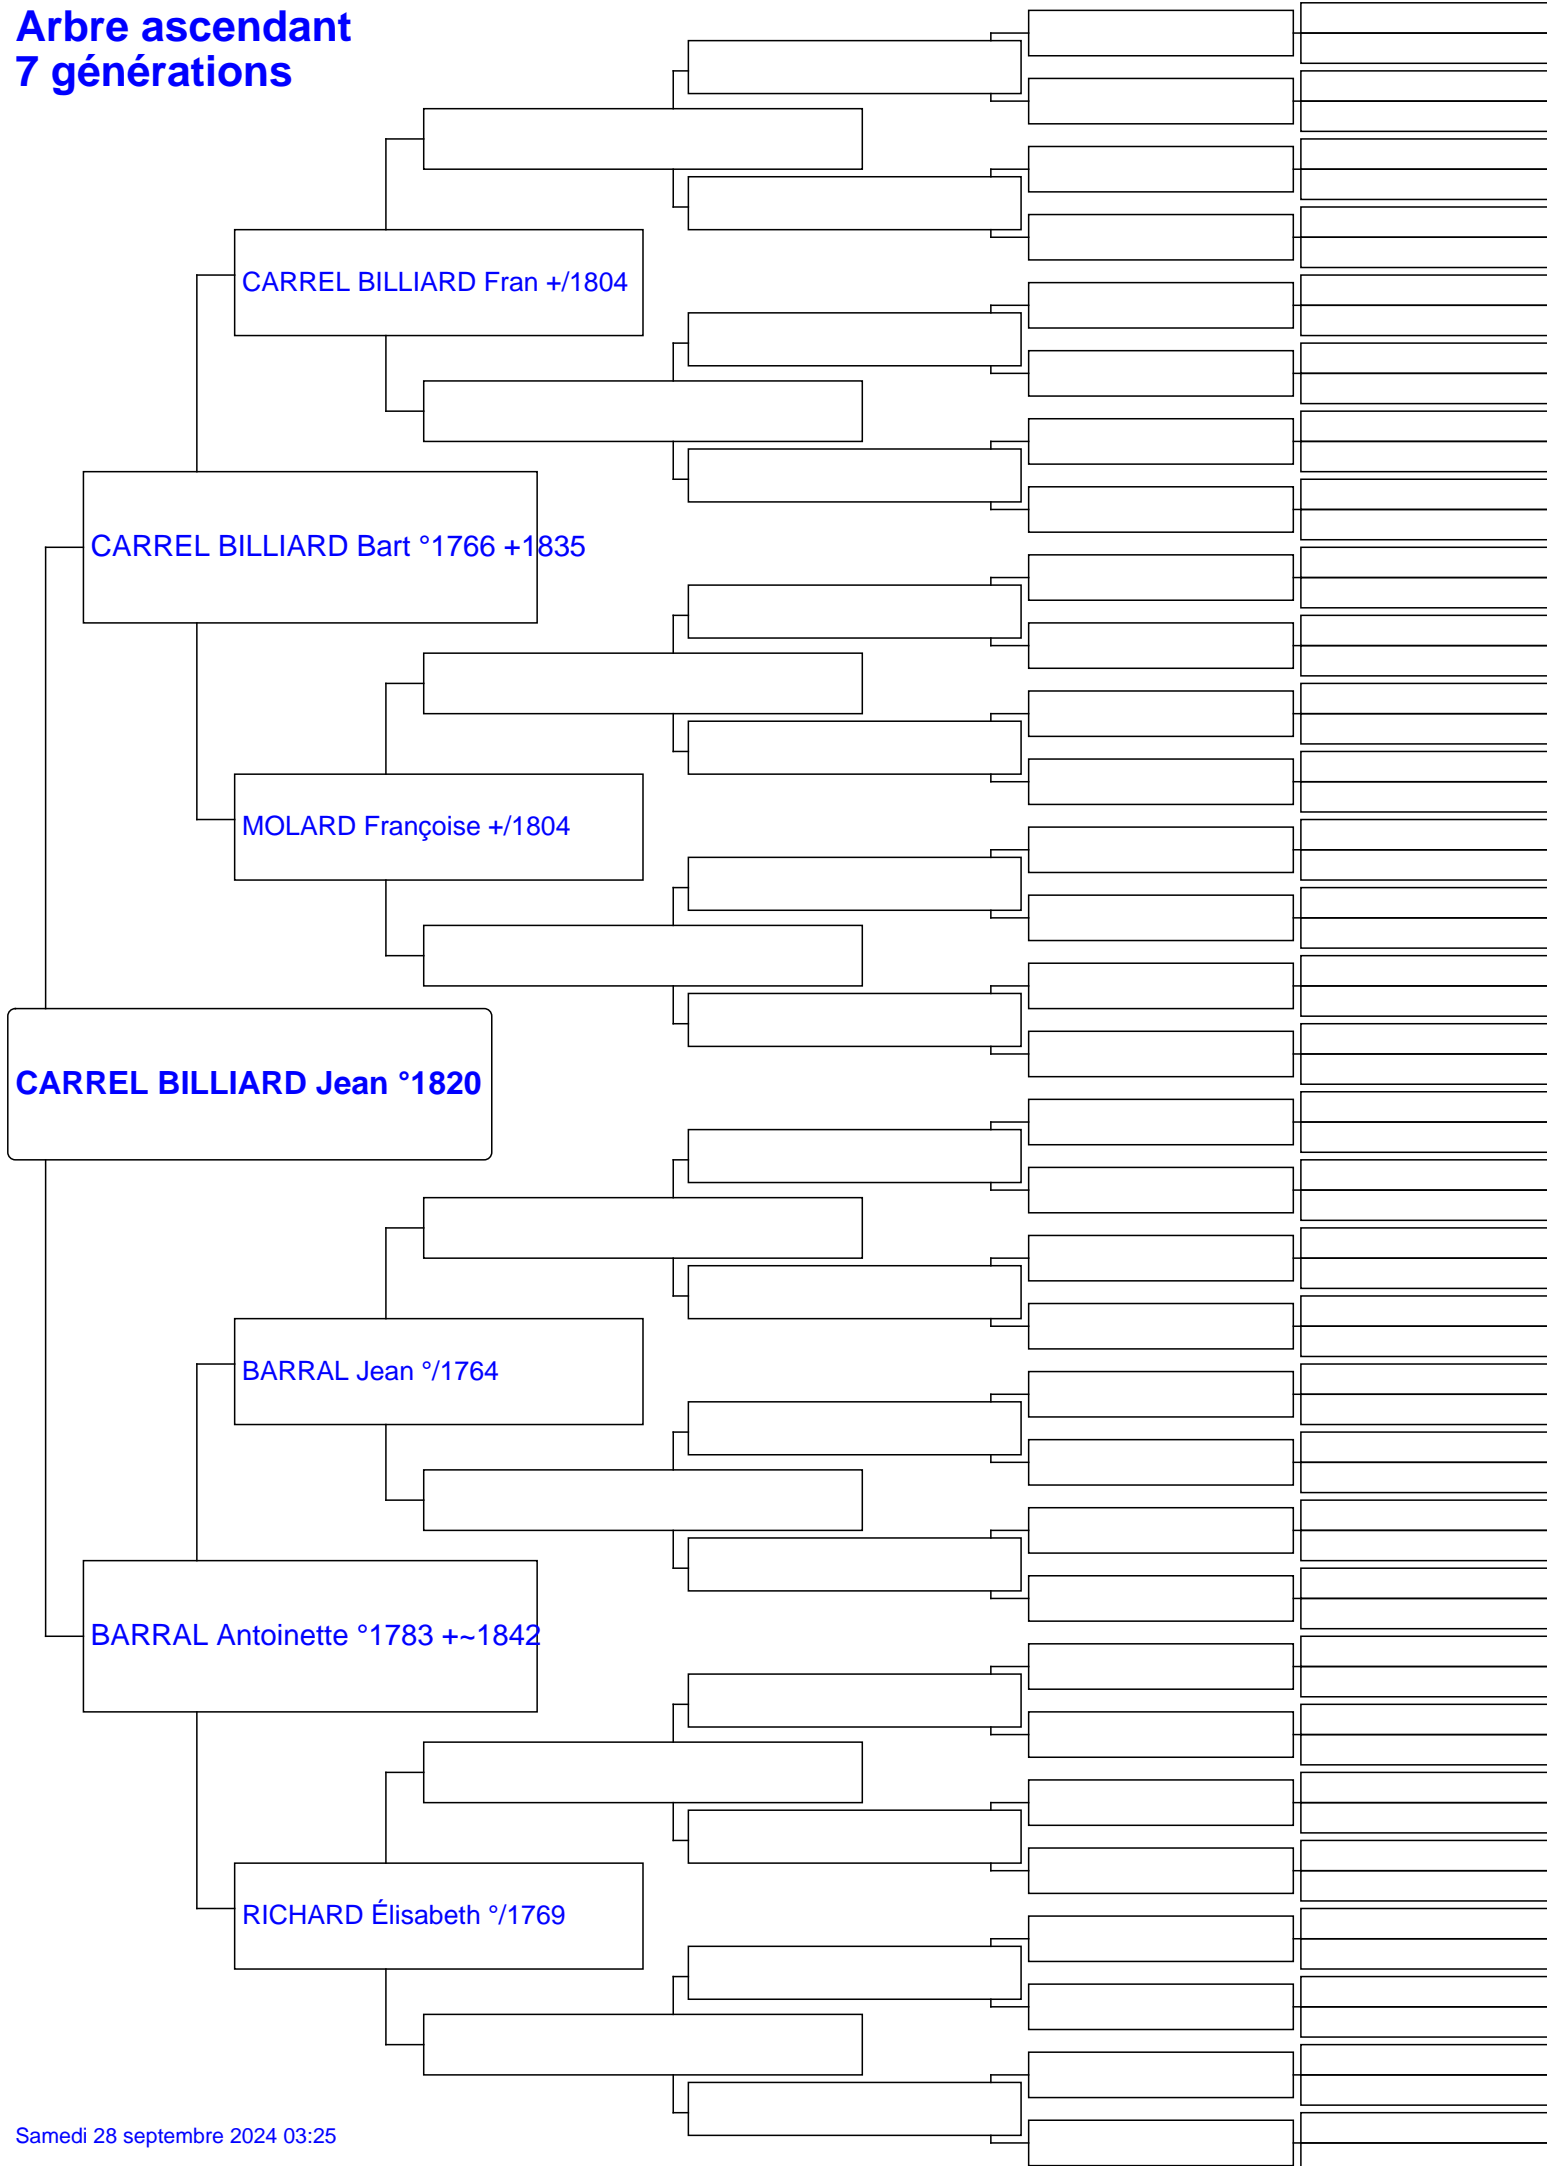 Arbre ascendant
7 générations
CARREL BILLIARD Fran +/1804
CARREL BILLIARD Bart °1766 +1835
MOLARD Françoise +/1804
CARREL BILLIARD Jean °1820
BARRAL Jean °/1764
BARRAL Antoinette °1783 +~1842
RICHARD Élisabeth °/1769
Samedi 28 septembre 2024 03:25